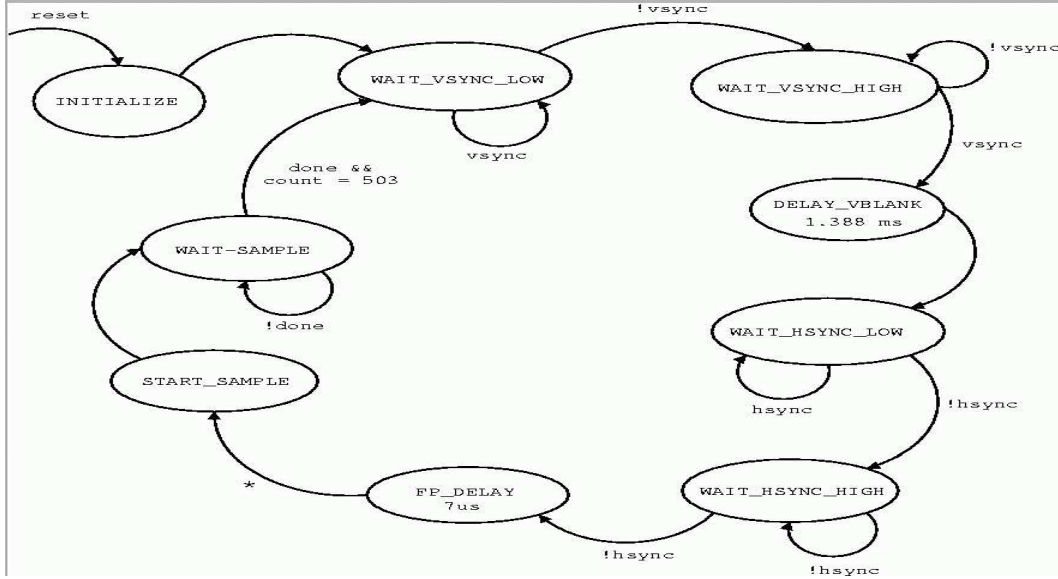 reset
!vsync
INITIALIZE
WAIT_VSYNC_LOW
vsync
WAIT_VSYNC_HIGH
!vsync
vsync
done &&
count = 503
DELAY_VBLANK
1.388 ms
WAIT-SAMPLE
!done
WAIT_HSYNC_LOW
hsync
!hsync
START_SAMPLE
*
FP_DELAY
7us
WAIT_HSYNC_HIGH
!hsync
!hsync